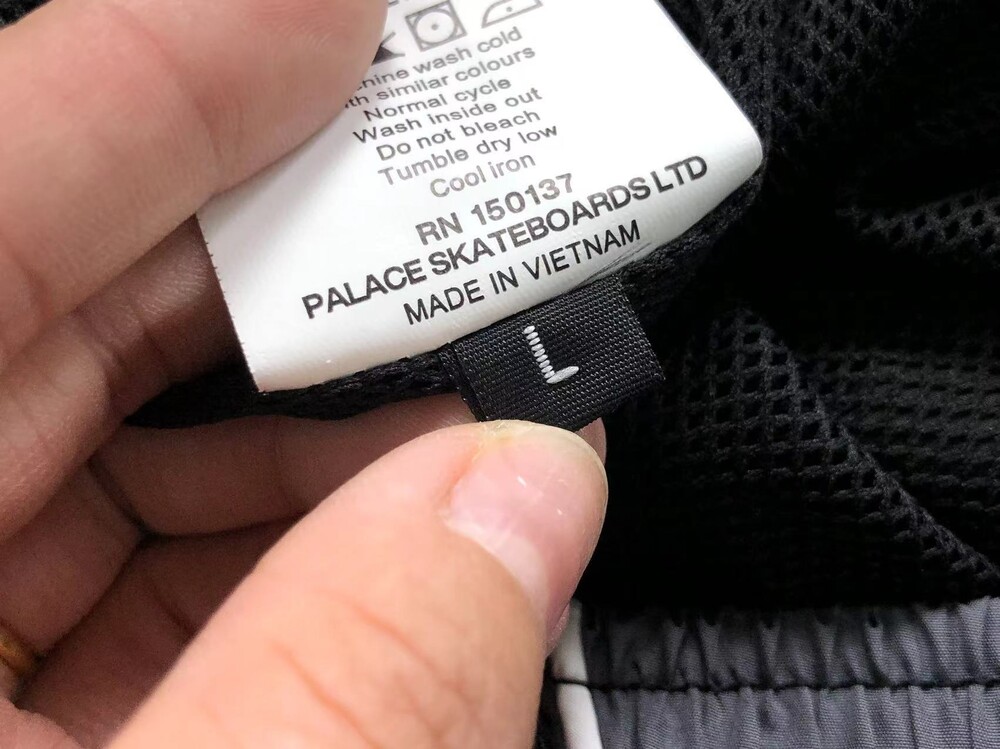 chine wash cold
th similar colours
Normal cycle
Wash inside out
Do not bleach
Tumble dry low
Cool iron
RN 150137
PALACE SKATEBOARDS LTD
MADE IN VIETNAM
L